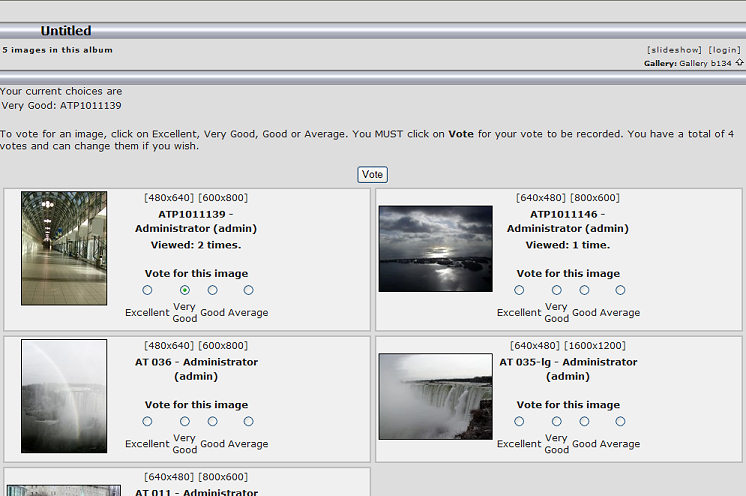 Untitled
5 images in this album
[slideshow] [login]
Gallery: Gallery b134
Your current choices are
Very Good: ATP1011139
To vote for an image, click on Excellent, Very Good, Good or Average. You MUST click on Vote for your vote to be recorded. You have a total of 4
votes and can change them if you wish.
Vote
[480x640] [600x800]
ATP1011139 -
Administrator (admin)
Viewed: 2 times.
Vote for this image
Excellent Very Good Good Average
[640x480] [800x600]
ATP1011146 -
Administrator (admin)
Viewed: 1 time.
Vote for this image
Excellent Very Good Good Average
[480x640] [600x800]
AT 036 - Administrator
(admin)
Vote for this image
Excellent Very Good Good Average
[640x480] [1600x1200]
AT 035-lg - Administrator
(admin)
Vote for this image
Excellent Very Good Good Average
[640x480] [800x600]
AT 011 - Administrator